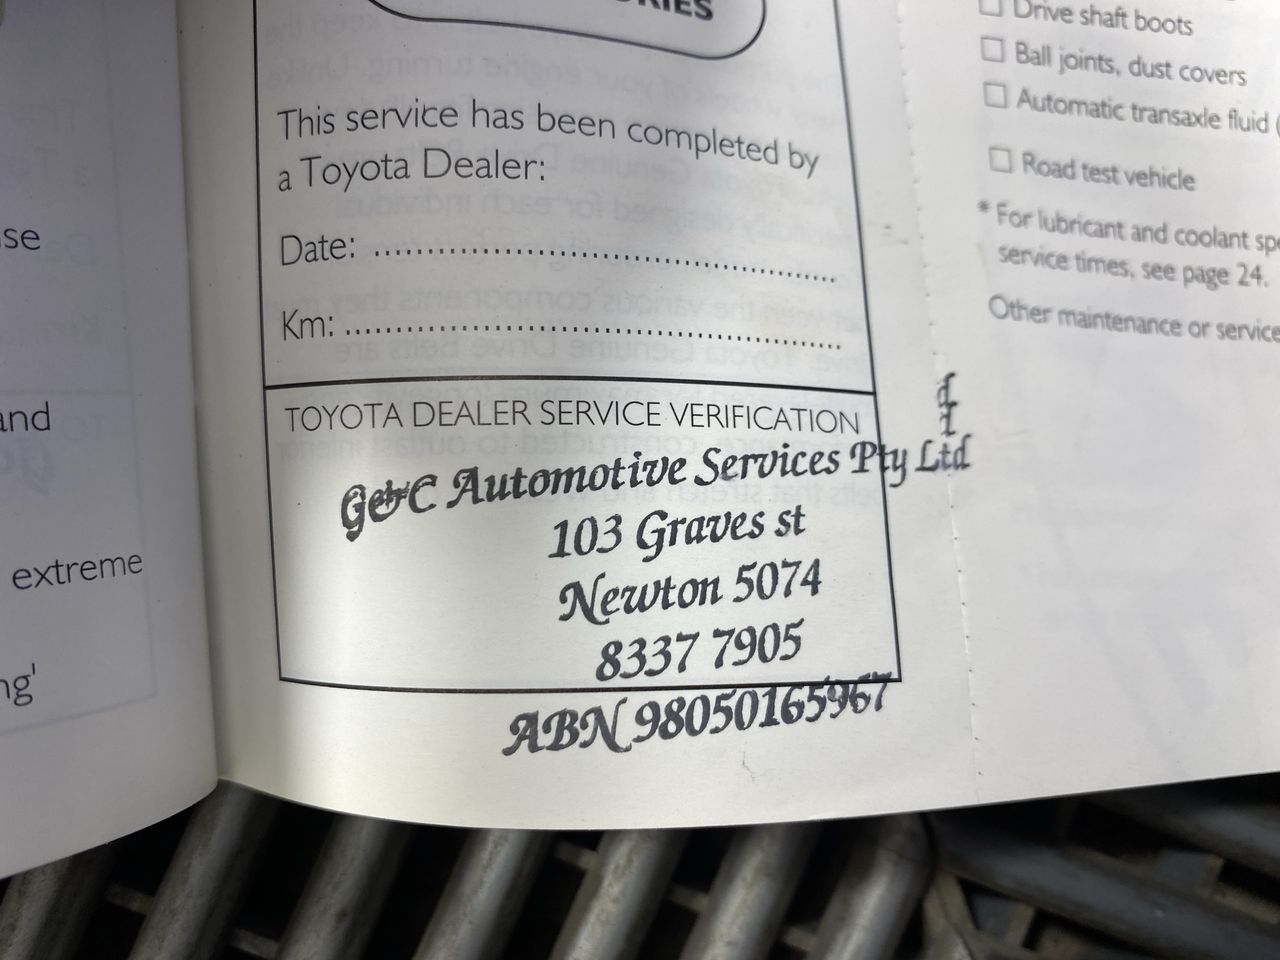 This service has been completed by
a Toyota Dealer:
Date: ..........................................................
Km: ..............................................................
TOYOTA DEALER SERVICE VERIFICATION
G&C Automotive Services Pty Ltd
103 Graves st
Newton 5074
8337 7905
ABN 98050165967
and
extreme
☐ Drive shaft boots
☐ Ball joints, dust covers
☐ Automatic transaxle fluid (
☐ Road test vehicle
* For lubricant and coolant
service times, see page 24.
Other maintenance or service